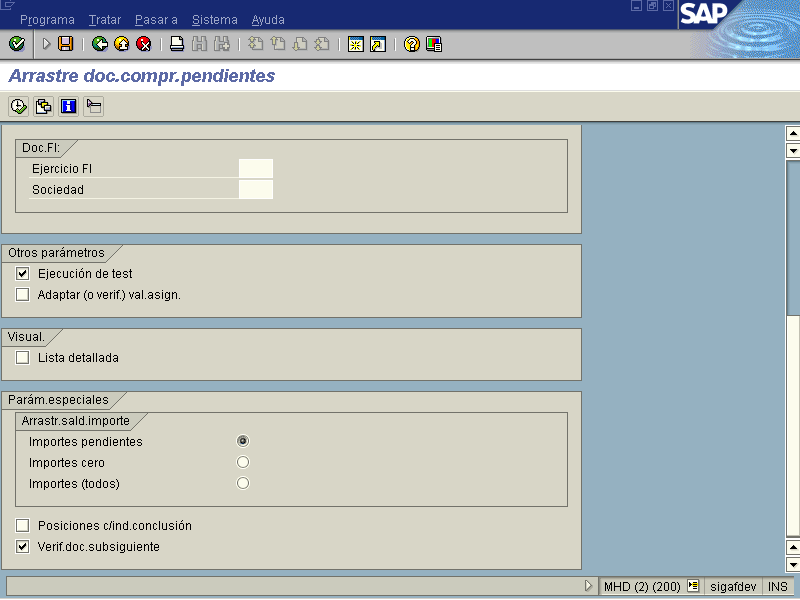 Programa Tratar Pasar a Sistema Ayuda
SAP
Arrastre doc.compr.pendientes
Doc.FI:
Ejercicio FI
Sociedad
Otros parámetros
Ejecución de test
Adaptar (o verif.) val.asign.
Visual.
Lista detallada
Parám.especiales
Arrastr.sald.importe
Importes pendientes
Importes cero
Importes (todos)
Posiciones c/ind.conclusión
Verif.doc.subsiguiente
MHD (2) (200) sigafdev INS